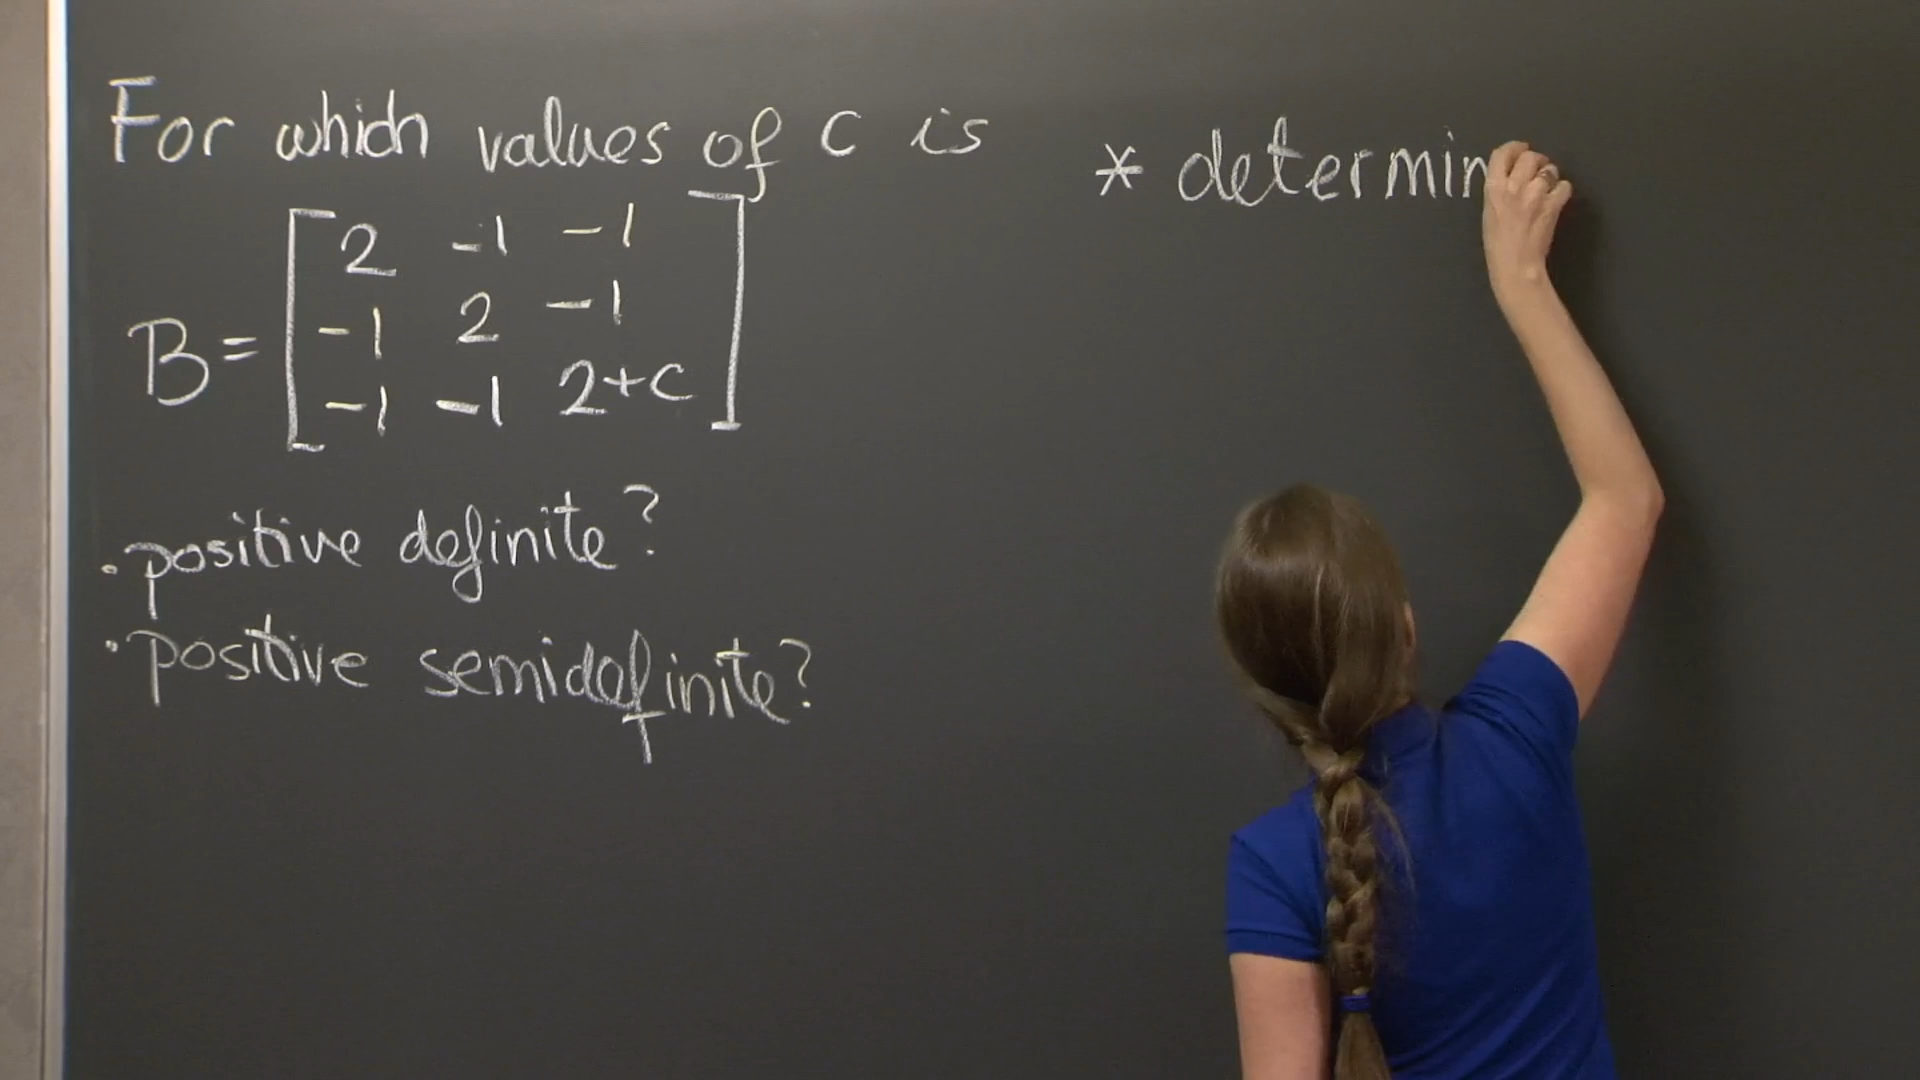 For which values of c is
B = [2 -1 -1
-1 2 -1
-1 -1 2+c]
· positive definite?
· positive semidefinite?
* determin